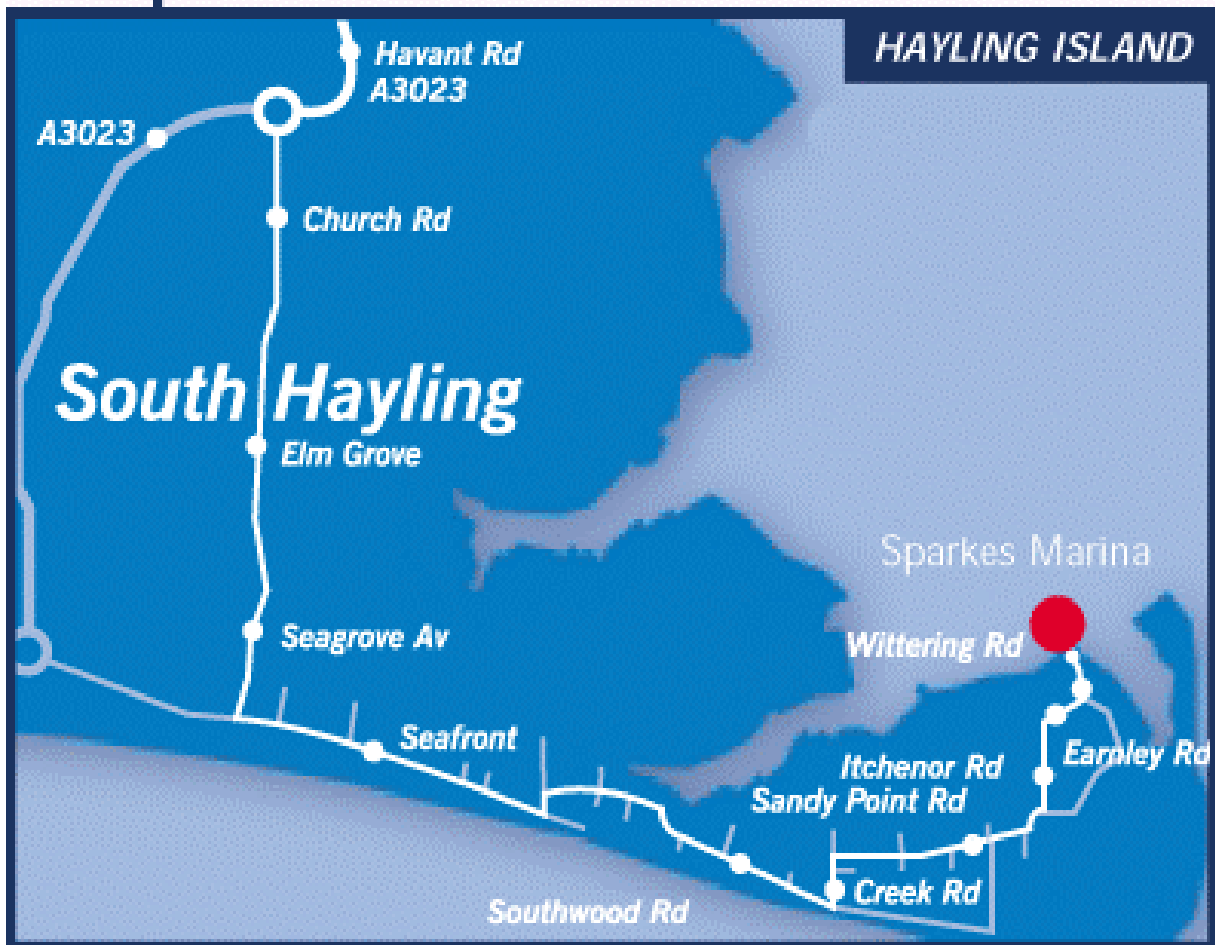 HAYLING ISLAND
Havant Rd
A3023
A3023
Church Rd
South Hayling
Elm Grove
Sparkes Marina
Seagrove Av
Wittering Rd
Seafront
Earnley Rd
Itchenor Rd
Sandy Point Rd
Creek Rd
Southwood Rd